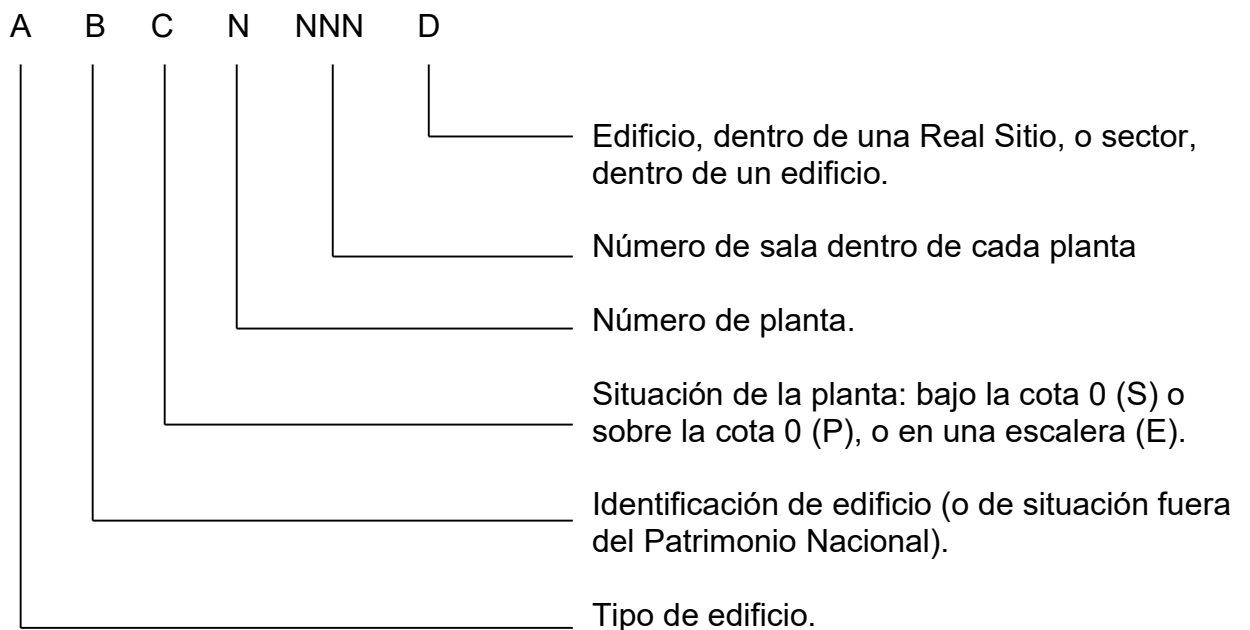 A B C N NNN D
Edificio, dentro de una Real Sitio, o sector,
dentro de un edificio.
Número de sala dentro de cada planta
Número de planta.
Situación de la planta: bajo la cota 0 (S) o
sobre la cota 0 (P), o en una escalera (E).
Identificación de edificio (o de situación fuera
del Patrimonio Nacional).
Tipo de edificio.